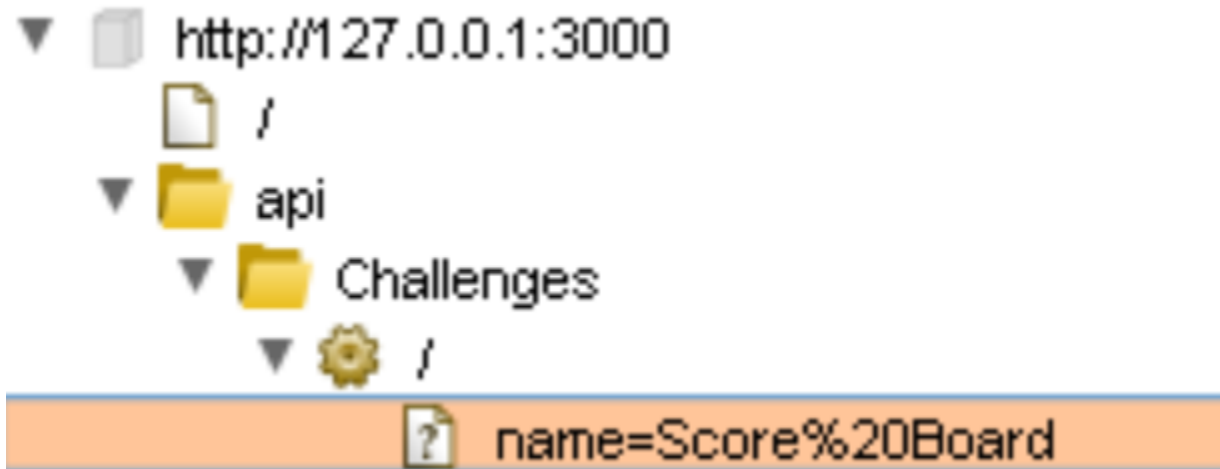 http://127.0.0.1:3000
/
api
Challenges
/
?
name=Score%20Board